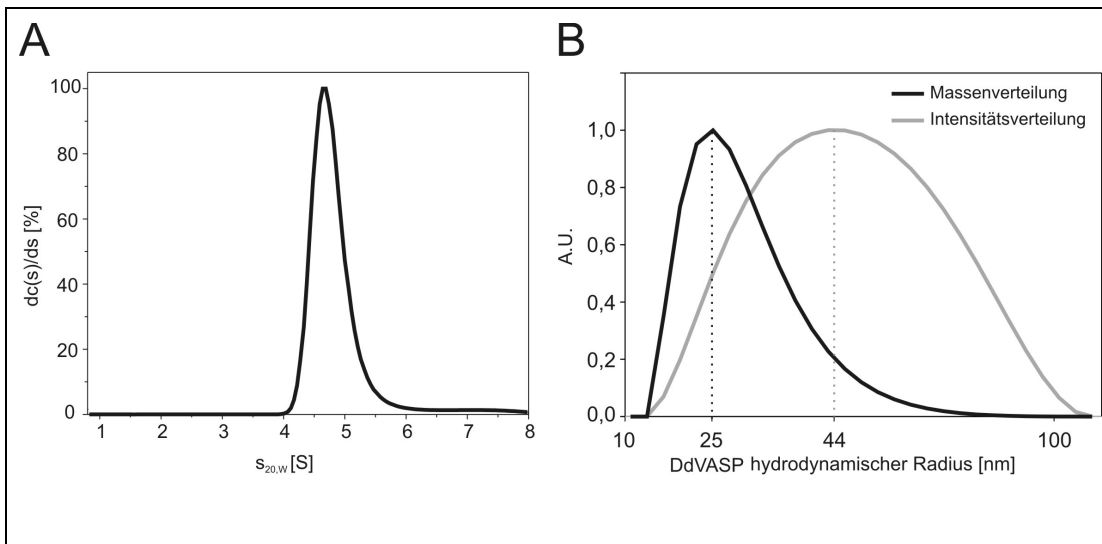 A
100
80
60
40
20
0
dc(s)/ds [%]
1 2 3 4 5 6 7 8
s20,W [S]
B
Massenverteilung
Intensitätsverteilung
1,0
0,8
0,6
0,4
0,2
0,0
A.U.
10 25 44 100
DdVASP hydrodynamischer Radius [nm]